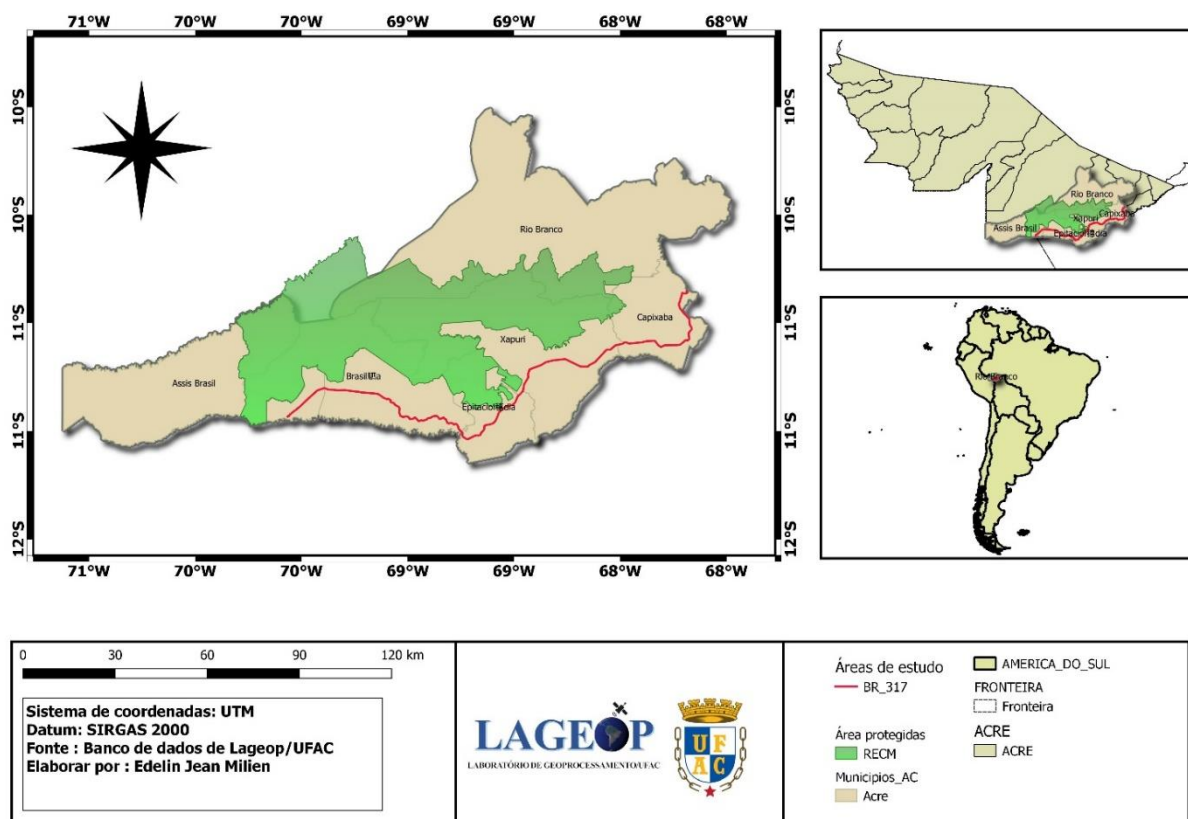 71°W 70°W 70°W 69°W 69°W 68°W 68°W
10°S
10°S
11°S
11°S
12°S
10°S
10°S
11°S
11°S
12°S
Rio Branco
Capixaba
Xapuri
Assis Brasil
71°W 70°W 70°W 69°W 69°W 68°W 68°W
Rio Branco
Capixaba
Xapuri
Assis Brasil
0 30 60 90 120 km
Sistema de coordenadas: UTM
Datum: SIRGAS 2000
Fonte : Banco de dados de Lageop/UFAC
Elaborar por : Edelin Jean Milien
LAGEOP
LABORATÓRIO DE GEOPROCESSAMENTO/UFAC
UF
AC
Áreas de estudo
BR_317
Área protegidas
RECM
Municipios_AC
Acre
AMERICA_DO_SUL
FRONTEIRA
Fronteira
ACRE
ACRE